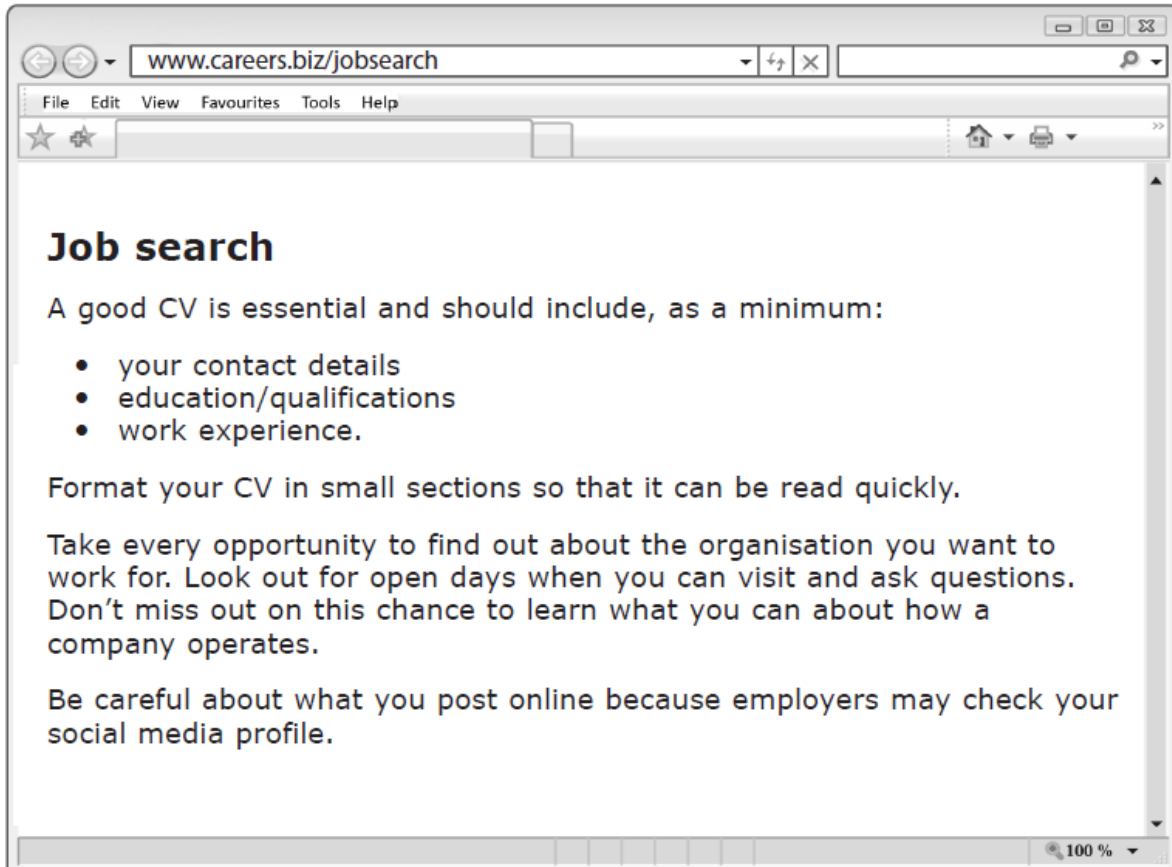 www.careers.biz/jobsearch
File Edit View Favourites Tools Help
Job search
A good CV is essential and should include, as a minimum:
• your contact details
• education/qualifications
• work experience.
Format your CV in small sections so that it can be read quickly.
Take every opportunity to find out about the organisation you want to
work for. Look out for open days when you can visit and ask questions.
Don’t miss out on this chance to learn what you can about how a
company operates.
Be careful about what you post online because employers may check your
social media profile.
100 %